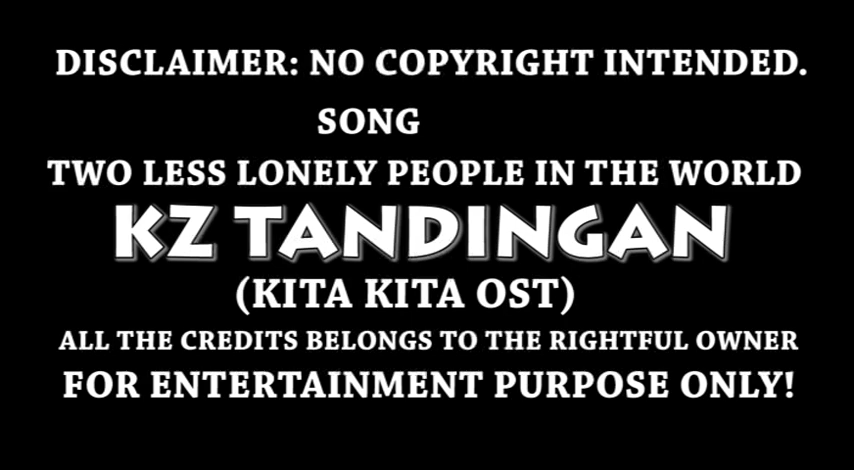 DISCLAIMER: NO COPYRIGHT INTENDED.
SONG
TWO LESS LONELY PEOPLE IN THE WORLD
KZ TANDINGAN
(KITA KITA OST)
ALL THE CREDITS BELONGS TO THE RIGHTFUL OWNER
FOR ENTERTAINMENT PURPOSE ONLY!